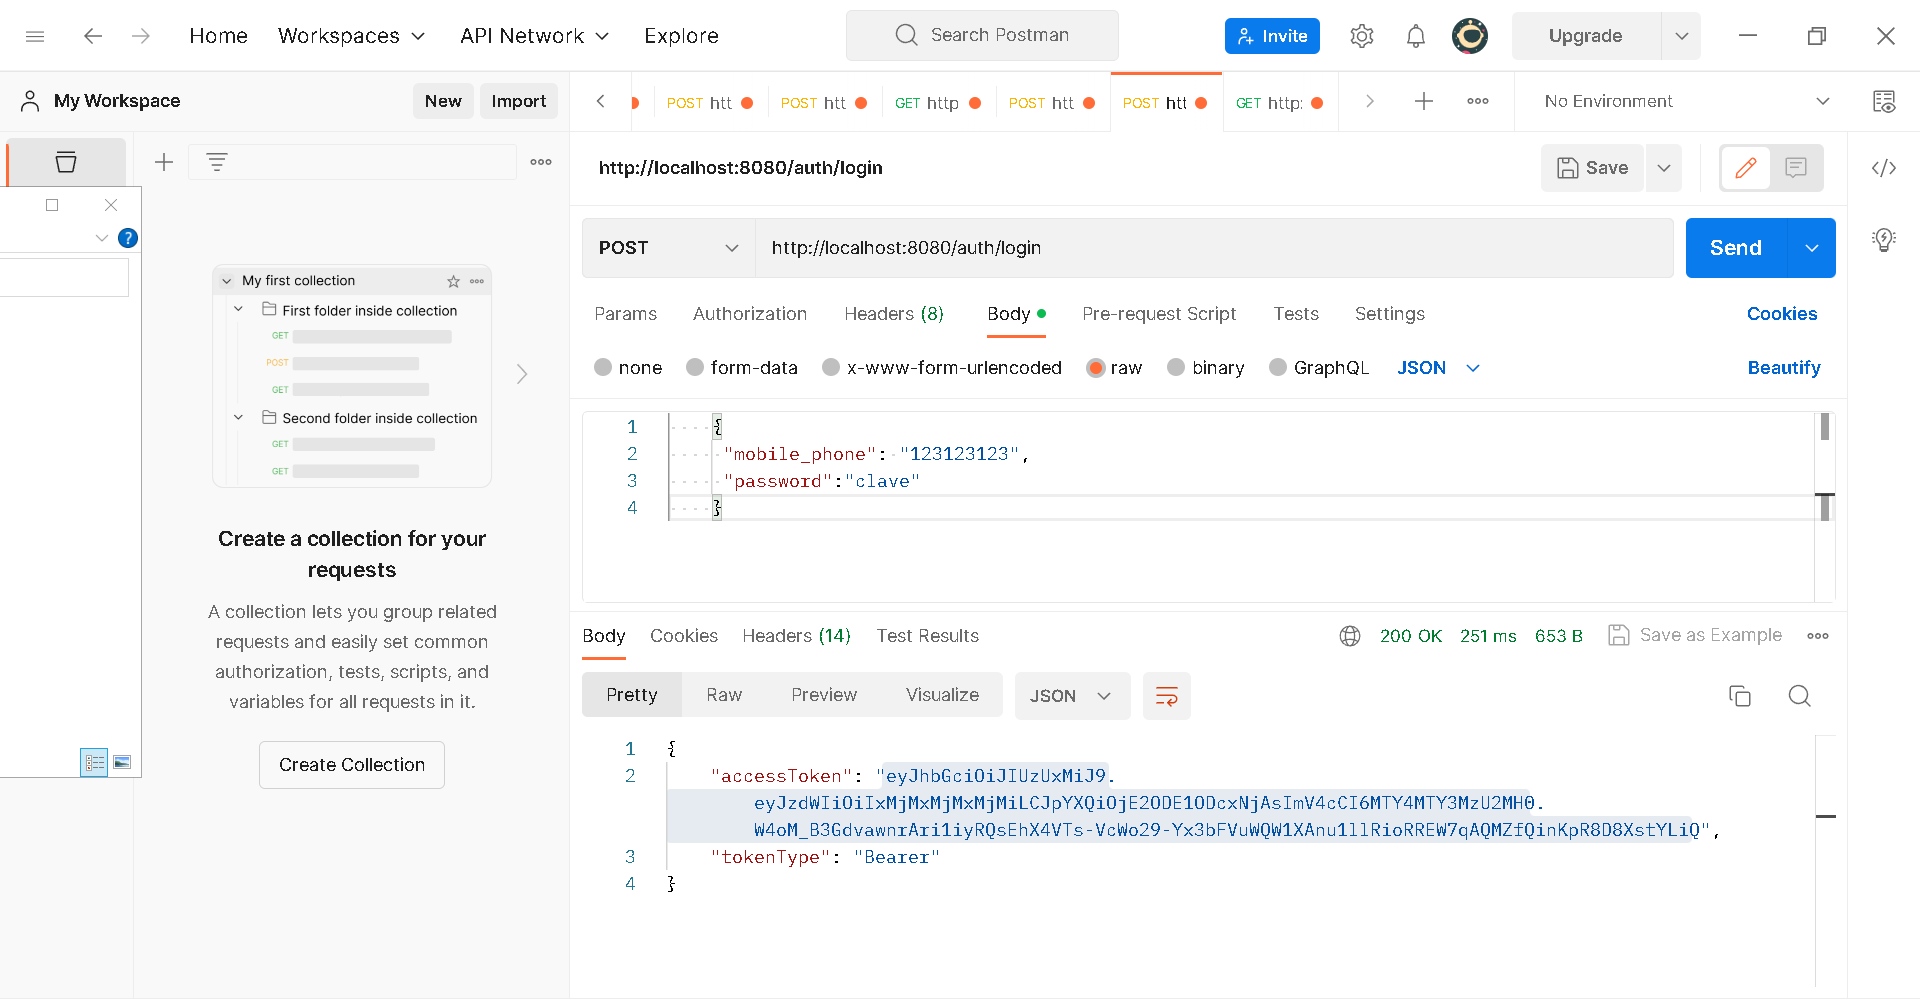 Home Workspaces API Network Explore Search Postman Invite Upgrade
My Workspace New Import POST htt POST htt GET http POST htt POST htt GET http: No Environment
http://localhost:8080/auth/login Save
POST http://localhost:8080/auth/login Send
Params Authorization Headers (8) Body Pre-request Script Tests Settings Cookies
none form-data x-www-form-urlencoded raw binary GraphQL JSON Beautify
My first collection
First folder inside collection
GET
POST
GET
Second folder inside collection
GET
GET
Create a collection for your
requests
A collection lets you group related
requests and easily set common
authorization, tests, scripts, and
variables for all requests in it.
Create Collection
1 {
2 "mobile_phone": "123123123",
3 "password":"clave"
4 }
Body Cookies Headers (14) Test Results 200 OK 251 ms 653 B Save as Example
Pretty Raw Preview Visualize JSON
1 {
2 "accessToken": "eyJhbGciOiJIUzUxMiJ9.
eyJzdWIiOiIxMjMxMjMxMjMiLCJpYXQiOjE2ODE1ODcxNjAsImV4cCI6MTY4MTY3MzU2MH0.
W4oM_B3GdvawnrAri1iyRQsEhX4VTs-VcWo29-Yx3bFVuWQW1XAnu1llRioRREW7qAQMZfQinKpR8D8XstYLiQ",
3 "tokenType": "Bearer"
4 }